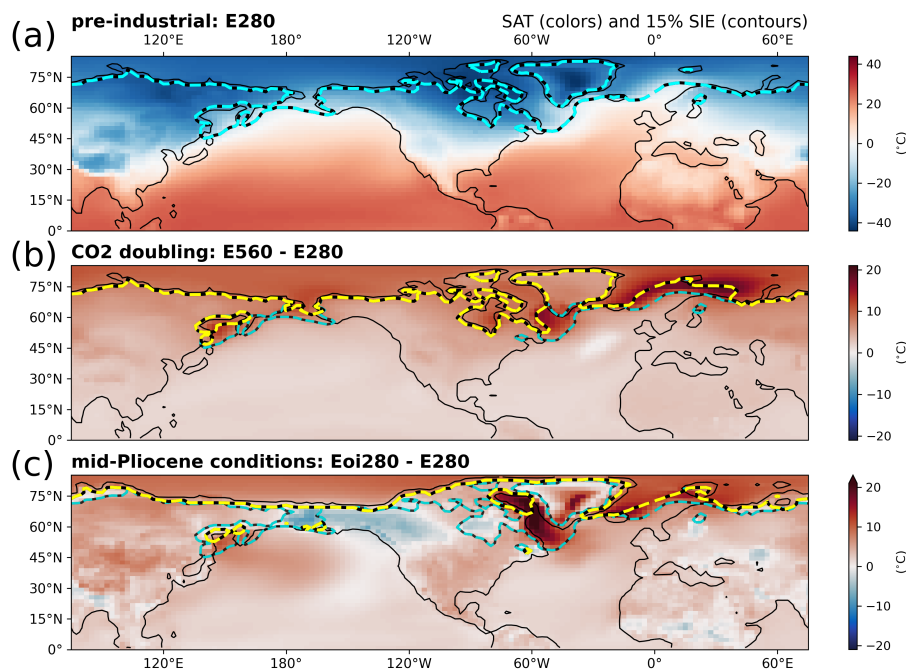 (a) pre-industrial: E280 SAT (colors) and 15% SIE (contours)
120°E 180° 120°W 60°W 0° 60°E
75°N
60°N
45°N
30°N
15°N
0°
40
20
0
−20
−40
(°C)
(b) CO2 doubling: E560 - E280
75°N
60°N
45°N
30°N
15°N
0°
20
10
0
−10
−20
(°C)
(c) mid-Pliocene conditions: Eoi280 - E280
75°N
60°N
45°N
30°N
15°N
0°
20
10
0
−10
−20
(°C)
120°E 180° 120°W 60°W 0° 60°E